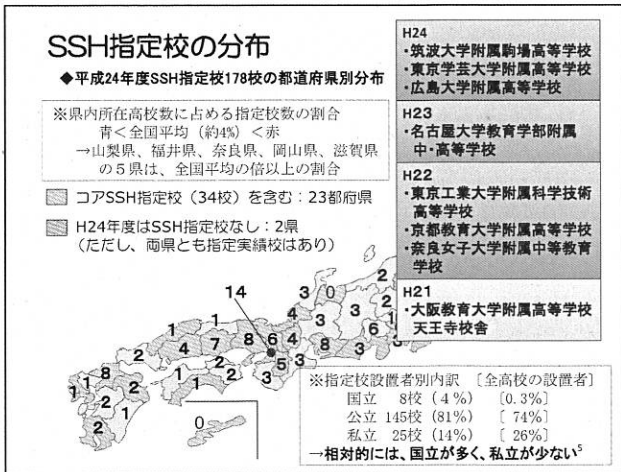 SSH指定校の分布
◆平成24年度SSH指定校178校の都道府県別分布
※県内所在高校数に占める指定校数の割合
青＜全国平均（約4%）＜赤
→山梨県、福井県、奈良県、岡山県、滋賀県
の５県は、全国平均の倍以上の割合
コアSSH指定校（34校）を含む：23都府県
H24年度はSSH指定校なし：2県
（ただし、両県とも指定実績校はあり）
H24
・筑波大学附属駒場高等学校
・東京学芸大学附属高等学校
・広島大学附属高等学校
H23
・名古屋大学教育学部附属
中・高等学校
H22
・東京工業大学附属科学技術
高等学校
・京都教育大学附属高等学校
・奈良女子大学附属中等教育
学校
H21
・大阪教育大学附属高等学校
天王寺校舎
14
2
3
0
2
4
3
3
1
1
1
4
7
8
6
4
3
8
6
5
3
3
2
1
2
2
1
8
1
1
2
2
2
1
0
※指定校設置者別内訳 〔全高校の設置者〕
国立 8校（ 4 %） 〔0.3%〕
公立 145校（81%） 〔 74%〕
私立 25校（14%） 〔 26%〕
→相対的には、国立が多く、私立が少ない
5